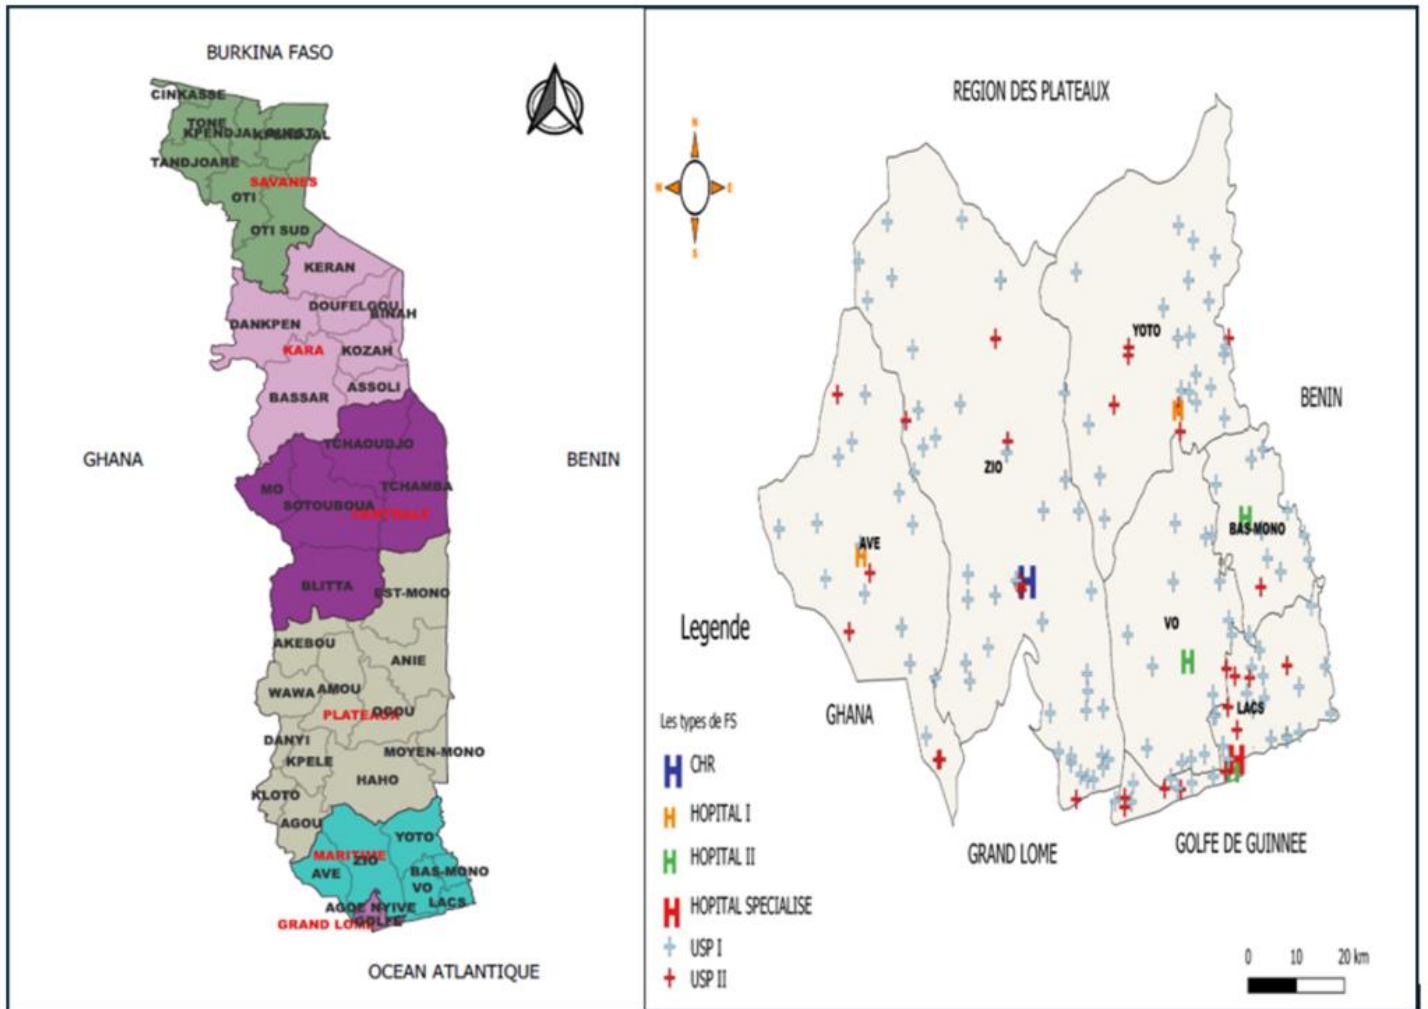 BURKINA FASO
CINKASSE
TONE
KPENDJAL OUEST
KPENDJAL
TANDJOARE
SAVANES
OTI
OTI SUD
KERAN
DOUFELGOU
BINAH
DANKPEN
KARA
KOZAH
ASSOLI
BASSAR
TCHAOUDJO
GHANA
BENIN
MO
TCHAMBA
SOTOUBOUA
CENTRALE
BLITTA
EST-MONO
AKEBOU
ANIE
WAWA
AMOU
OGOU
PLATEAUX
DANYI
MOYEN-MONO
KPELE
HAHO
KLOTO
AGOU
YOTO
MARITIME
ZIO
AVE
BAS-MONO
VO
LACS
AGOE NYIVE
GOLFE
GRAND LOME
OCEAN ATLANTIQUE
REGION DES PLATEAUX
N
E
S
YOTO
BENIN
ZIO
AVE
BAS-MONO
VO
LACS
GHANA
GRAND LOME
GOLFE DE GUINNEE
Legende
Les types de FS
H CHR
H HOPITAL I
H HOPITAL II
H HOPITAL SPECIALISE
USP I
USP II
0 10 20 km